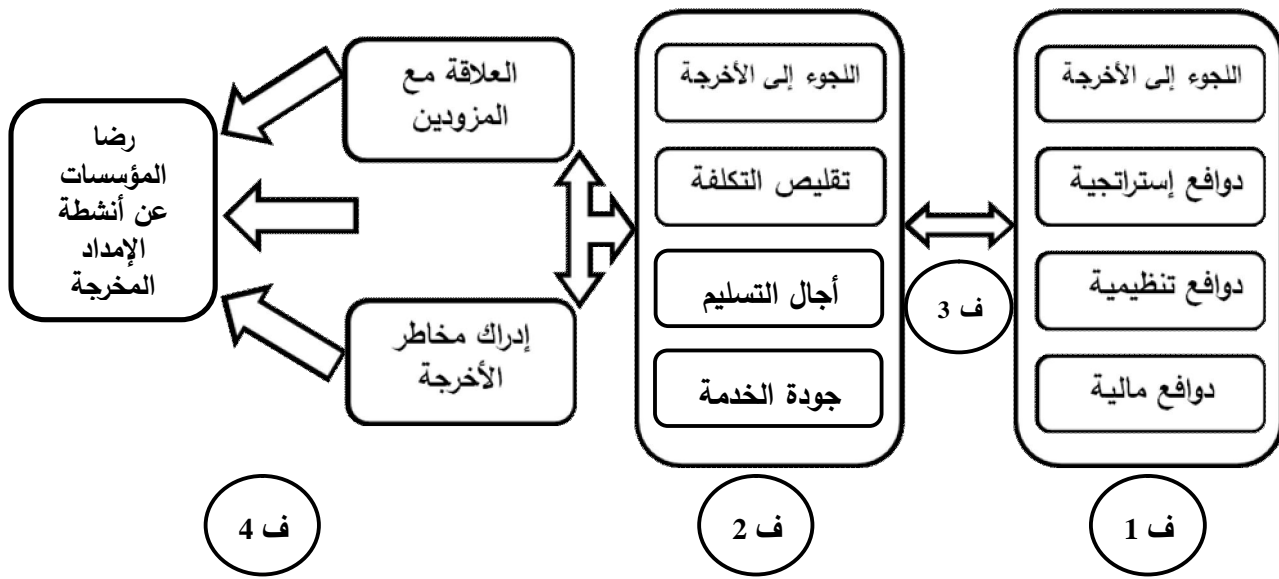 اللجوء إلى الأخرجة
دوافع إستراتجية
دوافع تنظيمية
دوافع مالية
ف 1
ف 3
اللجوء إلى الأخرجة
تقليص التكلفة
أجال التسليم
جودة الخدمة
ف 2
العلاقة مع
المزودين
إدراك مخاطر
الأخرجة
رضا
المؤسسات
عن أنشطة
الإمداد
المخرجة
ف 4